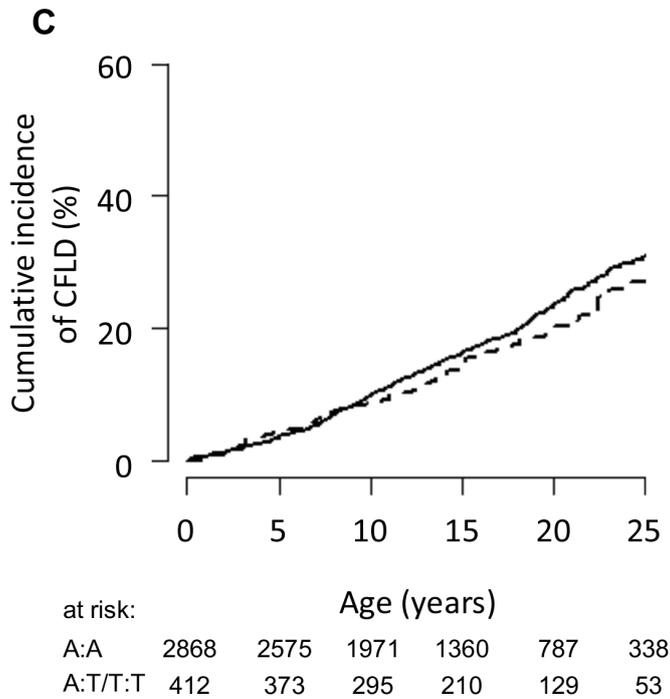 C
Cumulative incidence
of CFLD (%)
60
40
20
0
0 5 10 15 20 25
Age (years)
at risk:
A:A 2868 2575 1971 1360 787 338
A:T/T:T 412 373 295 210 129 53